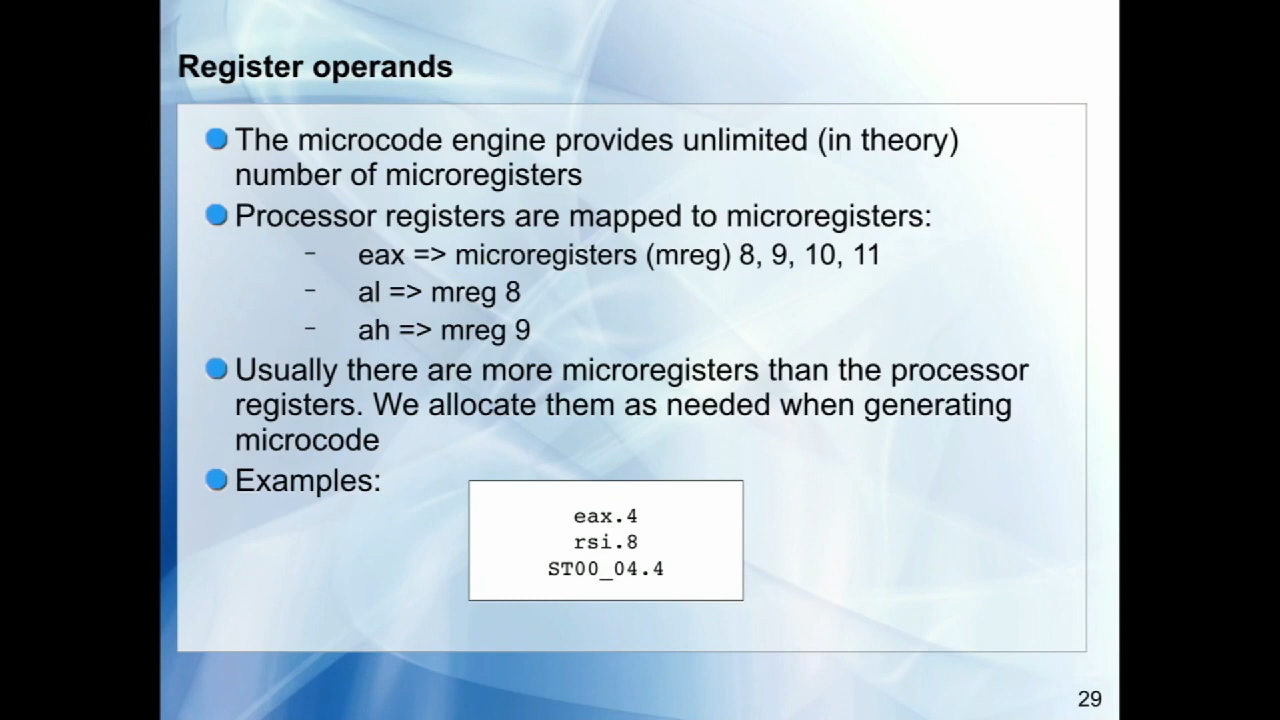 Register operands
The microcode engine provides unlimited (in theory)
number of microregisters
Processor registers are mapped to microregisters:
– eax => microregisters (mreg) 8, 9, 10, 11
– al => mreg 8
– ah => mreg 9
Usually there are more microregisters than the processor
registers. We allocate them as needed when generating
microcode
Examples:
eax.4
rsi.8
ST00_04.4
29